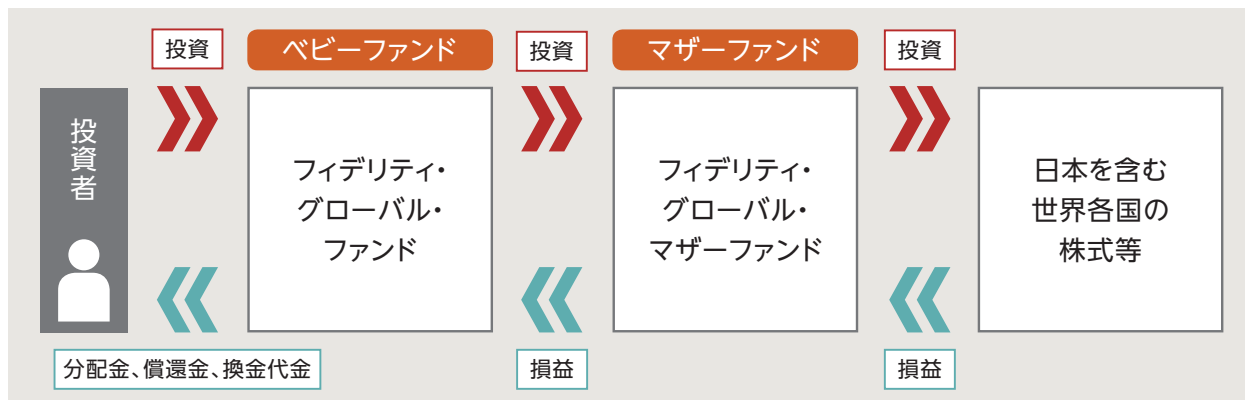 投資
ベビーファンド
投資
マザーファンド
投資
投資者
フィデリティ・
グローバル・
ファンド
フィデリティ・
グローバル・
マザーファンド
日本を含む
世界各国の
株式等
分配金、償還金、換金代金
損益
損益